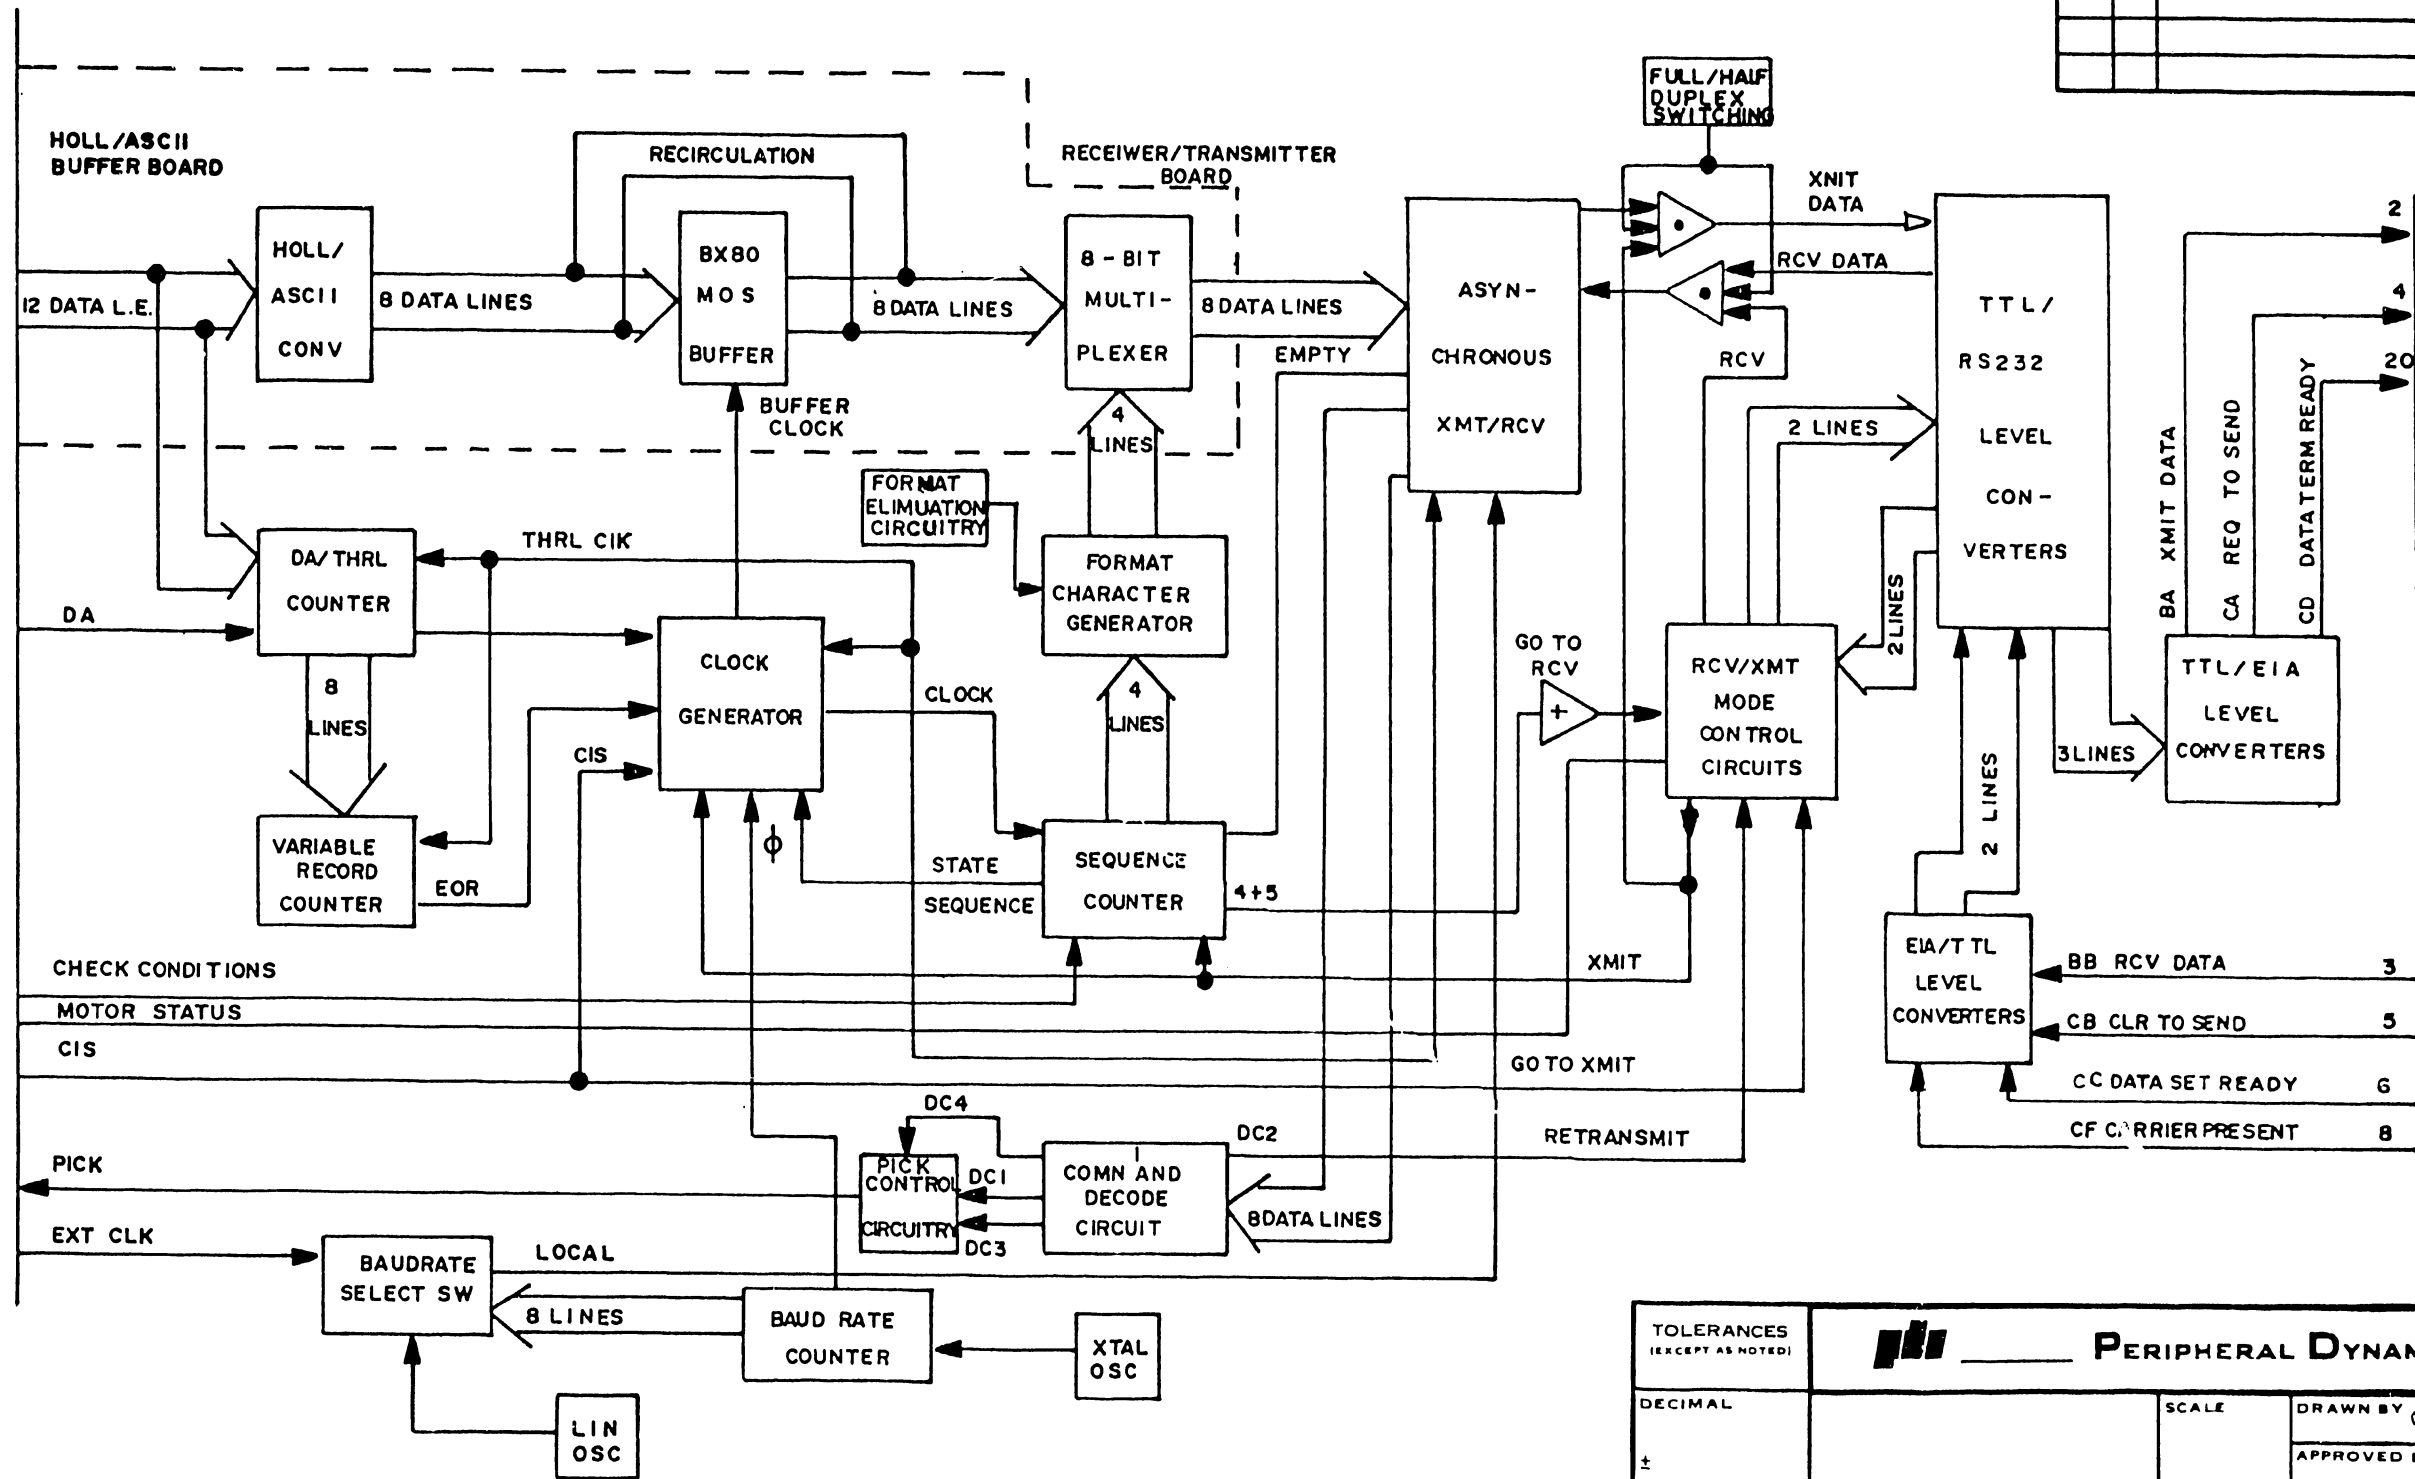 FULL/HALF
DUPLEX
SWITCHING
HOLL/ASCII
BUFFER BOARD
RECIRCULATION
RECEIWER/TRANSMITTER
BOARD
XNIT
DATA
HOLL/
ASCII
CONV
12 DATA L.E.
8 DATA LINES
BX80
MOS
BUFFER
8 DATA LINES
8-BIT
MULTI-
PLEXER
8 DATA LINES
EMPTY
ASYN-
CHRONOUS
XMT/RCV
RCV DATA
RCV
2 LINES
TTL/
RS232
LEVEL
CON-
VERTERS
2
4
20
BA XMIT DATA
CA REQ TO SEND
CD DATA TERM READY
BUFFER
CLOCK
4
LINES
FORMAT
ELIMUATION
CIRCUITRY
FORMAT
CHARACTER
GENERATOR
THRL CIK
DA/THRL
COUNTER
DA
8
LINES
CLOCK
GENERATOR
CLOCK
CIS
ϕ
4
LINES
GO TO
RCV
+
RCV/XMT
MODE
CONTROL
CIRCUITS
2 LINES
2 LINES
3 LINES
TTL/EIA
LEVEL
CONVERTERS
VARIABLE
RECORD
COUNTER
EOR
STATE
SEQUENCE
SEQUENCE
COUNTER
4+5
XMIT
EIA/TTL
LEVEL
CONVERTERS
BB RCV DATA 3
CB CLR TO SEND 5
CC DATA SET READY 6
CF CARRIER PRESENT 8
CHECK CONDITIONS
MOTOR STATUS
CIS
GO TO XMIT
DC4
DC2
RETRANSMIT
PICK
PICK
CONTROL
CIRCUITRY
DC1
DC3
COMN AND
DECODE
CIRCUIT
8 DATA LINES
EXT CLK
BAUDRATE
SELECT SW
LOCAL
8 LINES
BAUD RATE
COUNTER
XTAL
OSC
LIN
OSC
TOLERANCES
(EXCEPT AS NOTED)
PERIPHERAL DYNAM
DECIMAL
±
SCALE
DRAWN BY
APPROVED